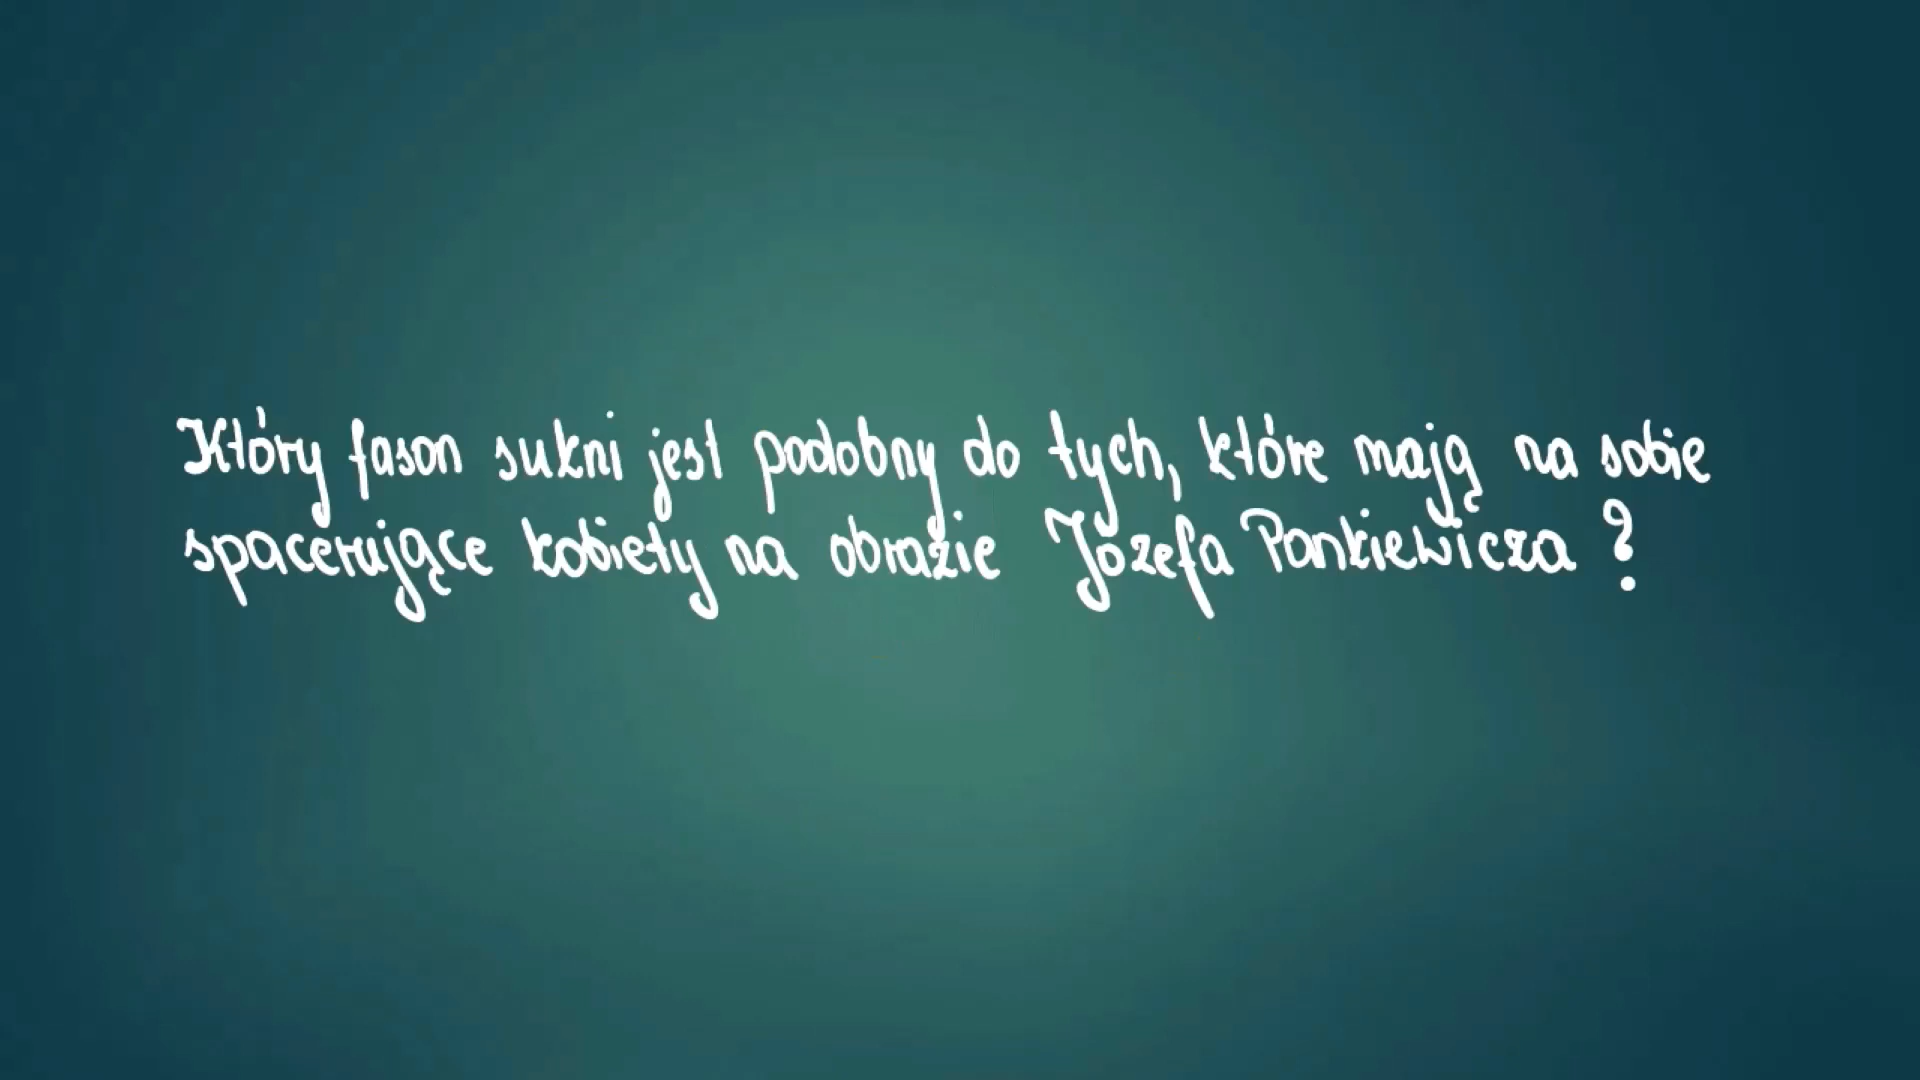 Który fason sukni jest podobny do tych, które mają na sobie
spacerujące kobiety na obrazie Józefa Pankiewicza?